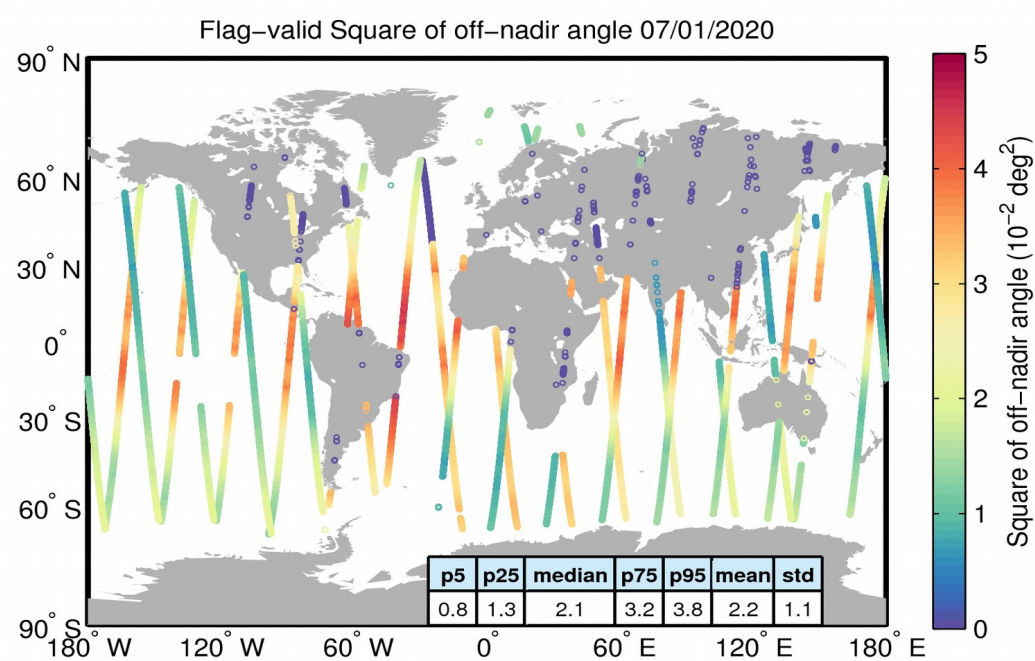 Flag-valid Square of off-nadir angle 07/01/2020
90° N
60° N
30° N
0°
30° S
60° S
90° S
180° W 120° W 60° W 0° 60° E 120° E 180° E
p5 p25 median p75 p95 mean std
0.8 1.3 2.1 3.2 3.8 2.2 1.1
5
4
3
2
1
0
Square of off-nadir angle (10⁻² deg²)